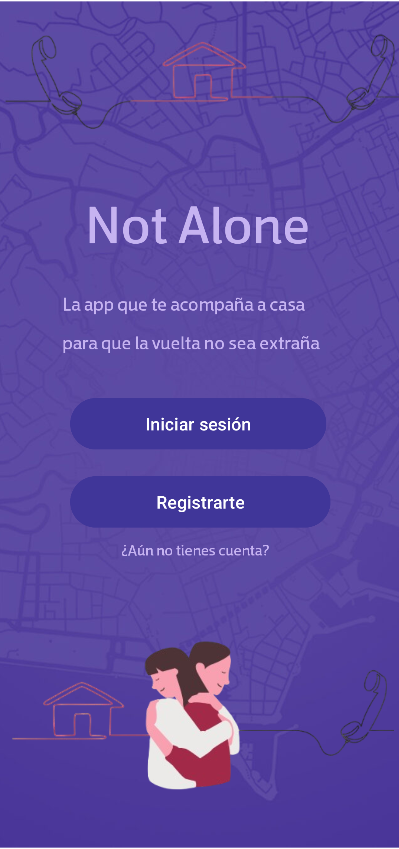 Not Alone
La app que te acompaña a casa
para que la vuelta no sea extraña
Iniciar sesión
Registrarte
¿Aún no tienes cuenta?